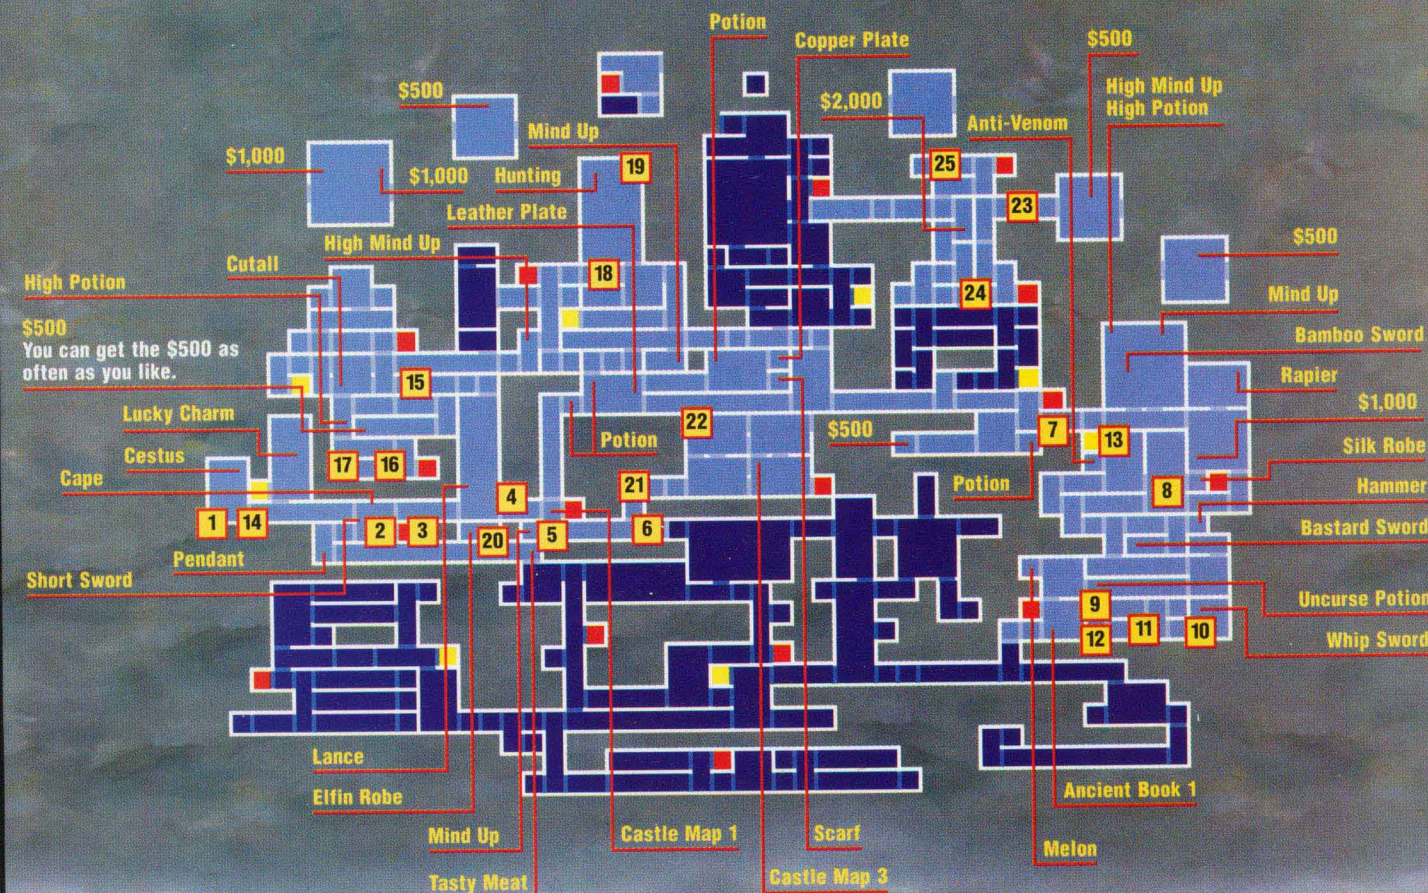 Potion
Copper Plate
$500
$500
$2,000
High Mind Up
High Potion
Mind Up
Anti-Venom
$1,000
$1,000
Hunting
19
25
Leather Plate
23
High Mind Up
$500
Cutall
18
High Potion
24
Mind Up
$500
You can get the $500 as
often as you like.
Bamboo Sword
15
Rapier
Lucky Charm
$1,000
22
$500
7
13
Potion
Silk Robe
Cestus
17
16
Cape
4
21
Potion
8
Hammer
1
14
2
3
20
5
6
Bastard Sword
Pendant
Short Sword
9
Uncurse Potion
12
11
10
Whip Sword
Lance
Elfin Robe
Ancient Book 1
Mind Up
Castle Map 1
Scarf
Melon
Tasty Meat
Castle Map 3